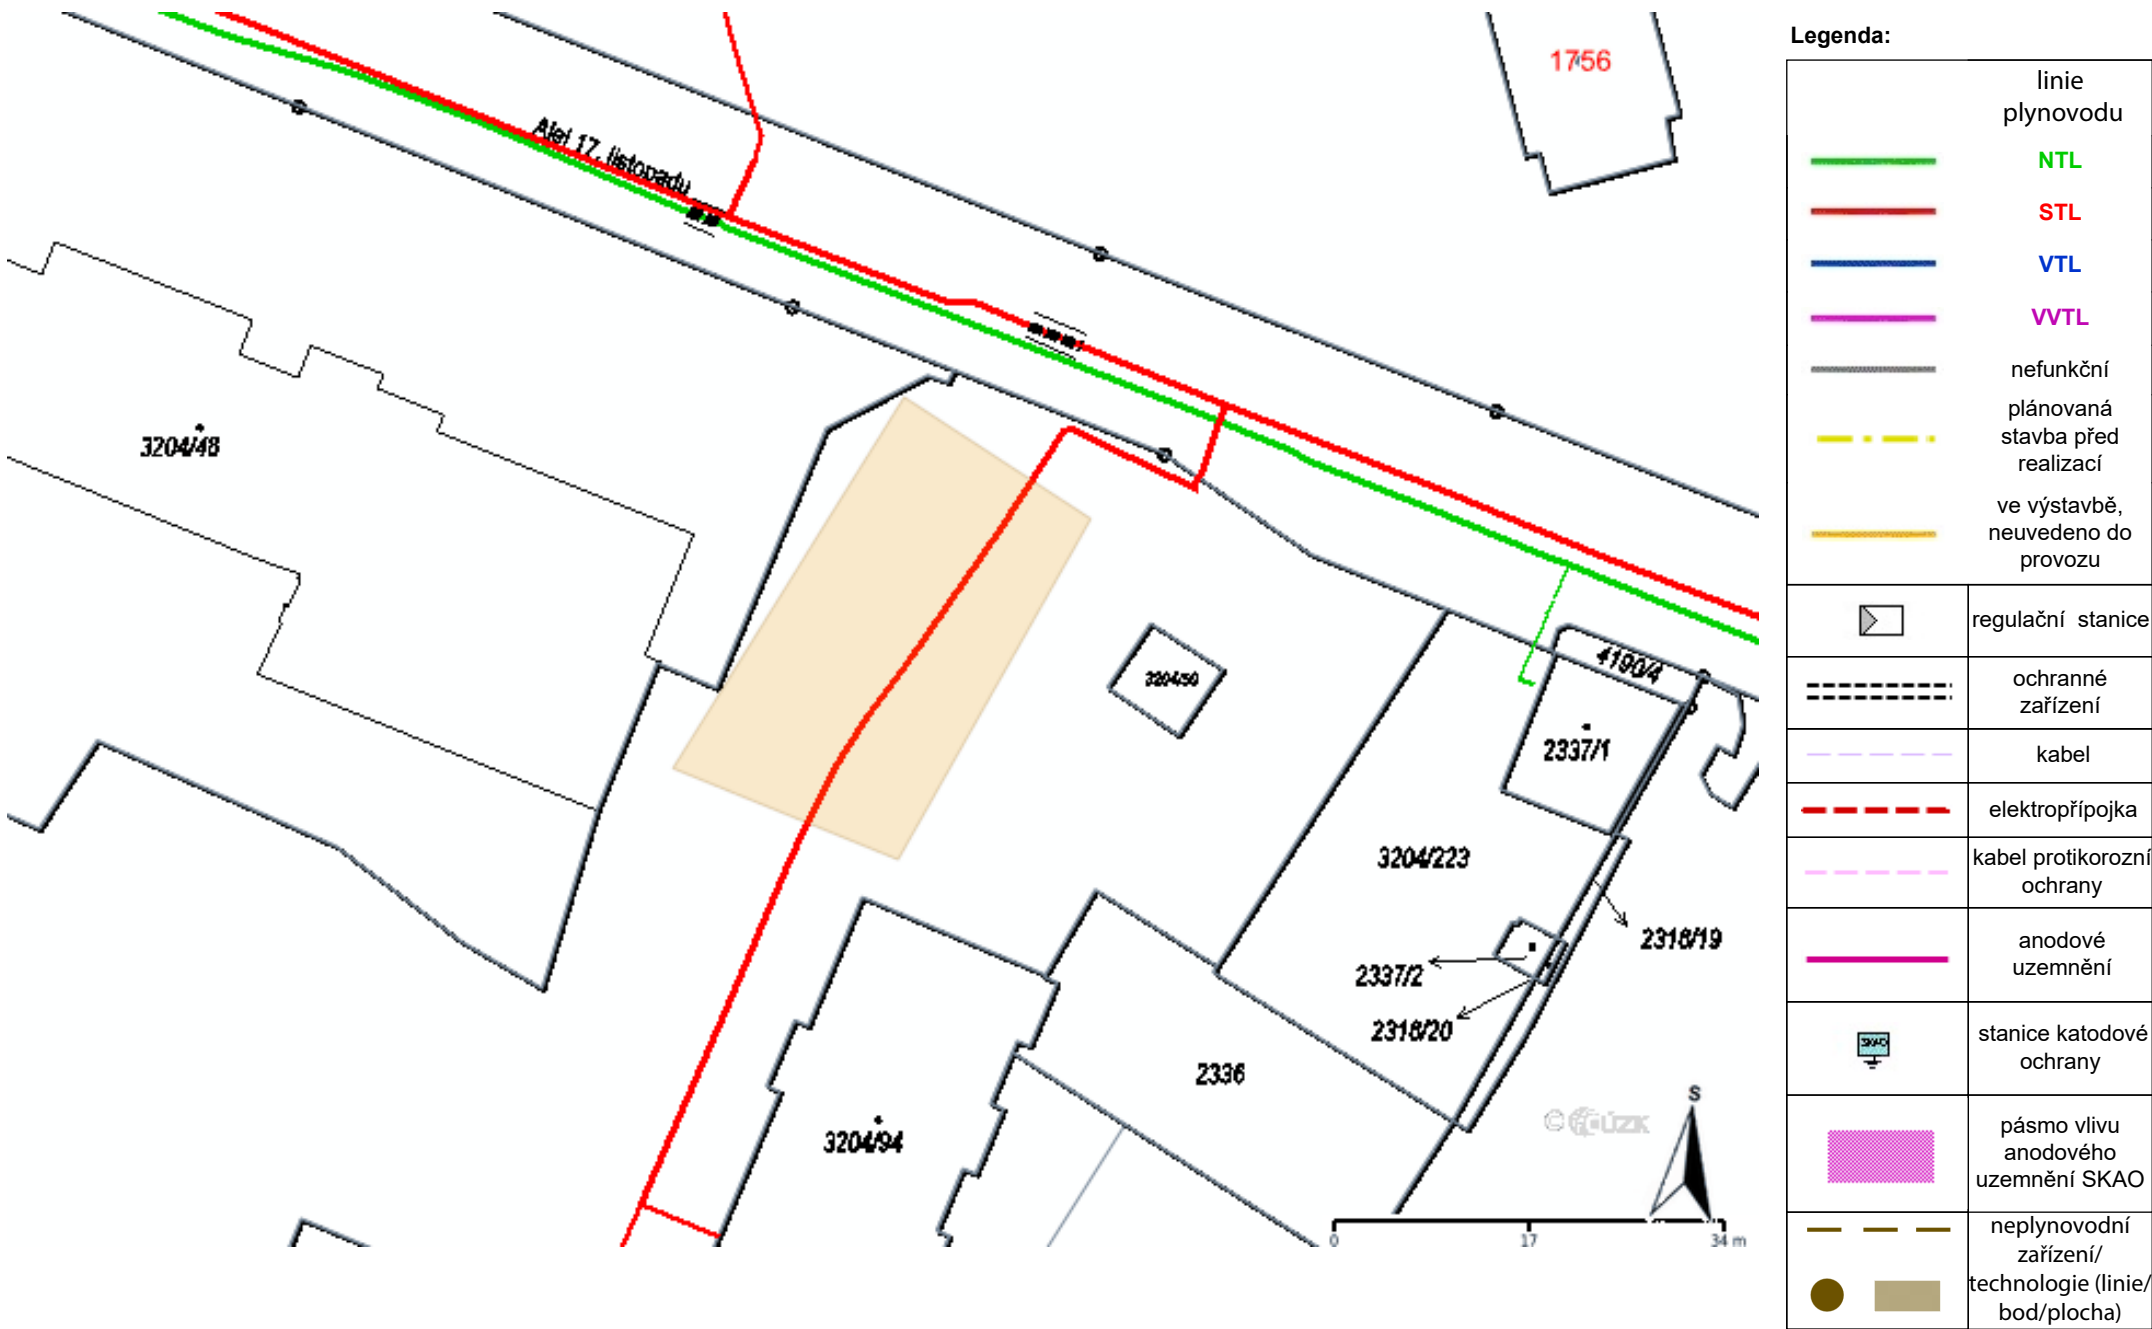 Legenda:
1756
linie
plynovodu
NTL
STL
VTL
VVTL
nefunkční
plánovaná
stavba před
realizací
ve výstavbě,
neuvedeno do
provozu
regulační stanice
ochranné
zařízení
kabel
elektropřípojka
kabel protikorozní
ochrany
anodové
uzemnění
SKAO
stanice katodové
ochrany
pásmo vlivu
anodového
uzemnění SKAO
neplynovodní
zařízení/
technologie (linie/
bod/plocha)
Alej 17. listopadu
3204/48
3204/50
4190/4
2337/1
3204/223
2318/19
2337/2
2318/20
2336
3204/94
© ČÚZK
S
0 17 34 m